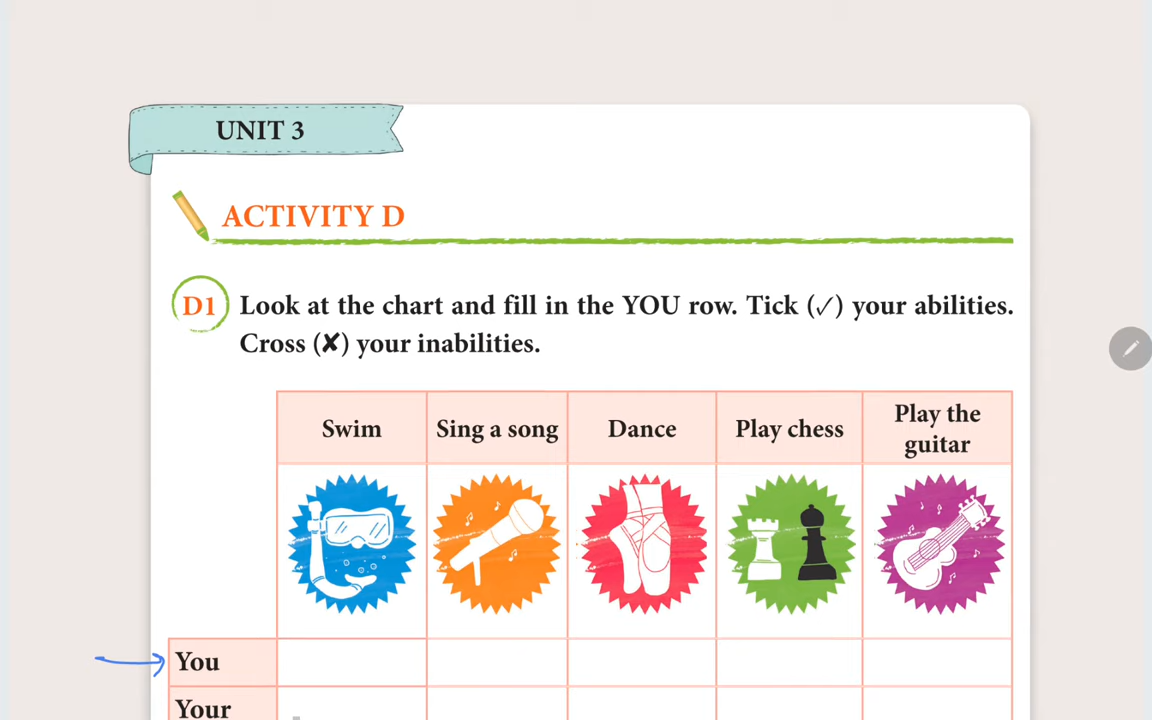 UNIT 3
ACTIVITY D
D1 Look at the chart and fill in the YOU row. Tick (✓) your abilities.
Cross (✘) your inabilities.
Swim Sing a song Dance Play chess Play the
guitar
You
Your